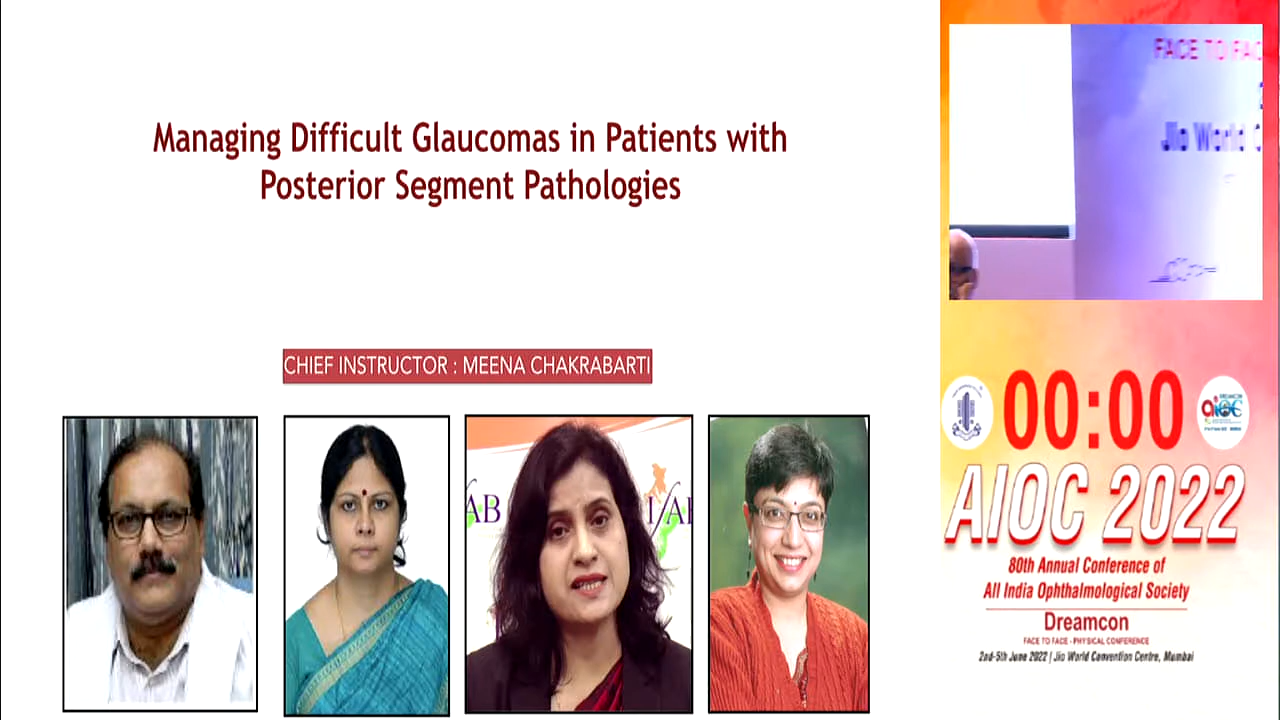 Managing Difficult Glaucomas in Patients with
Posterior Segment Pathologies
CHIEF INSTRUCTOR : MEENA CHAKRABARTI
AB
FACE TO FAC
Jio World C
00:00
AIOC 2022
80th Annual Conference of
All India Ophthalmological Society
Dreamcon
FACE TO FACE - PHYSICAL CONFERENCE
2nd-5th June 2022 | Jio World Convention Centre, Mumbai